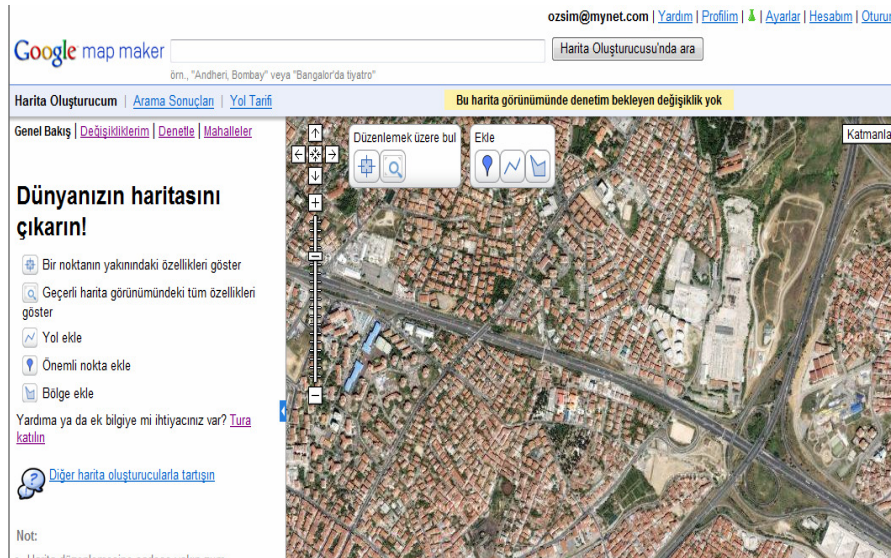 ozsim@mynet.com | Yardım | Profilim | | Ayarlar | Hesabım |
Google map maker
Harita Oluşturucusu'nda ara
örn., "Andheri, Bombay" veya "Bangalor'da tiyatro"
Harita Oluşturucum | Arama Sonuçları | Yol Tarifi
Bu harita görünümünde denetim bekleyen değişiklik yok
Genel Bakış | Değişikliklerim | Denetle | Mahalleler
Düzenlemek üzere bul
Ekle
Dünyanızın haritasını
çıkarın!
Bir noktanın yakınındaki özellikleri göster
Geçerli harita görünümündeki tüm özellikleri
göster
Yol ekle
Önemli nokta ekle
Bölge ekle
Yardıma ya da ek bilgiye mi ihtiyacınız var? Tura
katılın
Diğer harita oluşturucularla tartışın
Not: